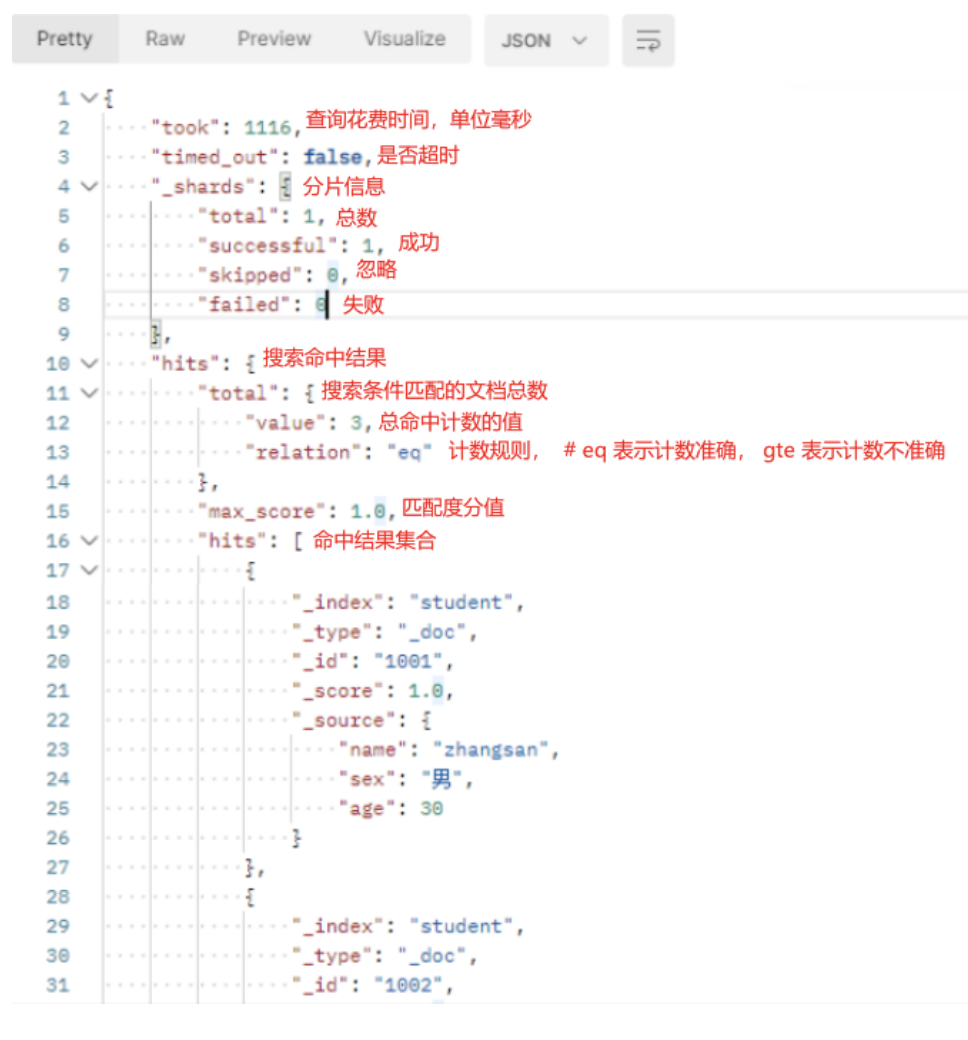 Pretty Raw Preview Visualize JSON
1 {
2 "took": 1116, 查询花费时间，单位毫秒
3 "timed_out": false, 是否超时
4 "_shards": { 分片信息
5 "total": 1, 总数
6 "successful": 1, 成功
7 "skipped": 0, 忽略
8 "failed": 0 失败
9 },
10 "hits": { 搜索命中结果
11 "total": { 搜索条件匹配的文档总数
12 "value": 3, 总命中计数的值
13 "relation": "eq" 计数规则， # eq 表示计数准确， gte 表示计数不准确
14 },
15 "max_score": 1.0, 匹配度分值
16 "hits": [ 命中结果集合
17 {
18 "_index": "student",
19 "_type": "_doc",
20 "_id": "1001",
21 "_score": 1.0,
22 "_source": {
23 "name": "zhangsan",
24 "sex": "男",
25 "age": 30
26 }
27 },
28 {
29 "_index": "student",
30 "_type": "_doc",
31 "_id": "1002",